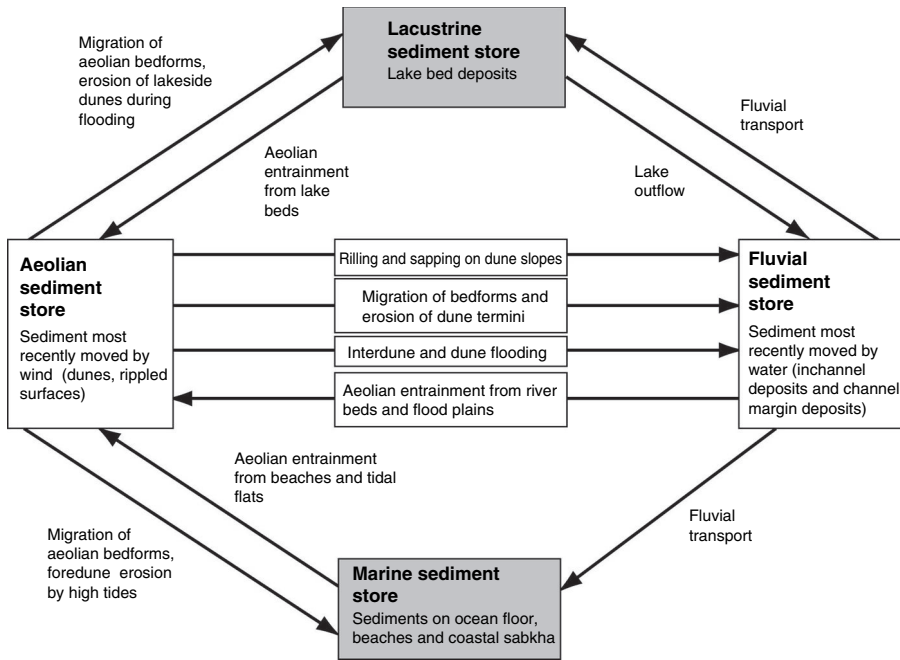 Lacustrine
sediment store
Lake bed deposits
Migration of
aeolian bedforms,
erosion of lakeside
dunes during
flooding
Fluvial
transport
Aeolian
entrainment
from lake
beds
Lake
outflow
Aeolian
sediment
store
Sediment most
recently moved by
wind (dunes, rippled
surfaces)
Rilling and sapping on dune slopes
Migration of bedforms and
erosion of dune termini
Interdune and dune flooding
Aeolian entrainment from river
beds and flood plains
Fluvial
sediment
store
Sediment most
recently moved by
water (inchannel
deposits and channel
margin deposits)
Aeolian entrainment
from beaches and tidal
flats
Migration of
aeolian bedforms,
foredune erosion
by high tides
Fluvial
transport
Marine sediment
store
Sediments on ocean floor,
beaches and coastal sabkha